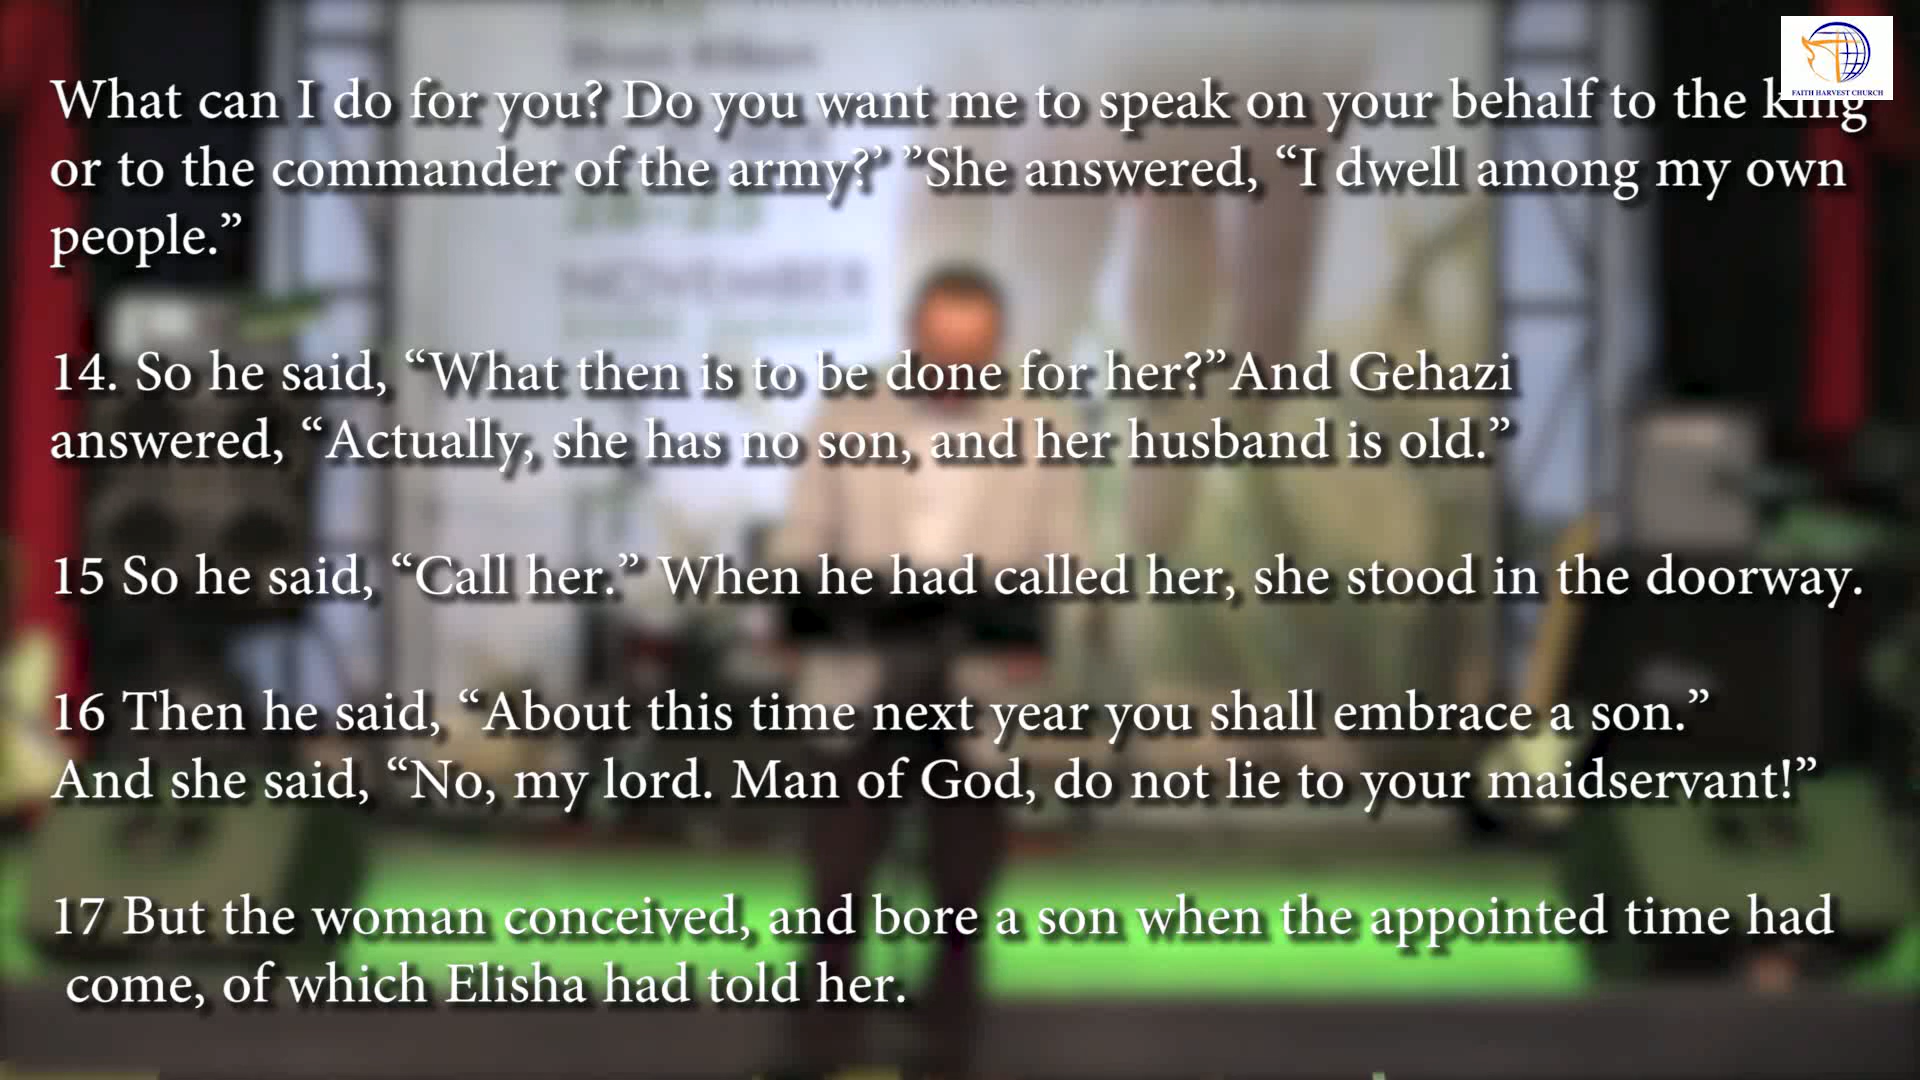 FAITH HARVEST CHURCH
What can I do for you? Do you want me to speak on your behalf to the king
or to the commander of the army?’ ”She answered, “I dwell among my own
people.”
14. So he said, “What then is to be done for her?”And Gehazi
answered, “Actually, she has no son, and her husband is old.”
15 So he said, “Call her.” When he had called her, she stood in the doorway.
16 Then he said, “About this time next year you shall embrace a son.”
And she said, “No, my lord. Man of God, do not lie to your maidservant!”
17 But the woman conceived, and bore a son when the appointed time had
come, of which Elisha had told her.
NOVEMBER